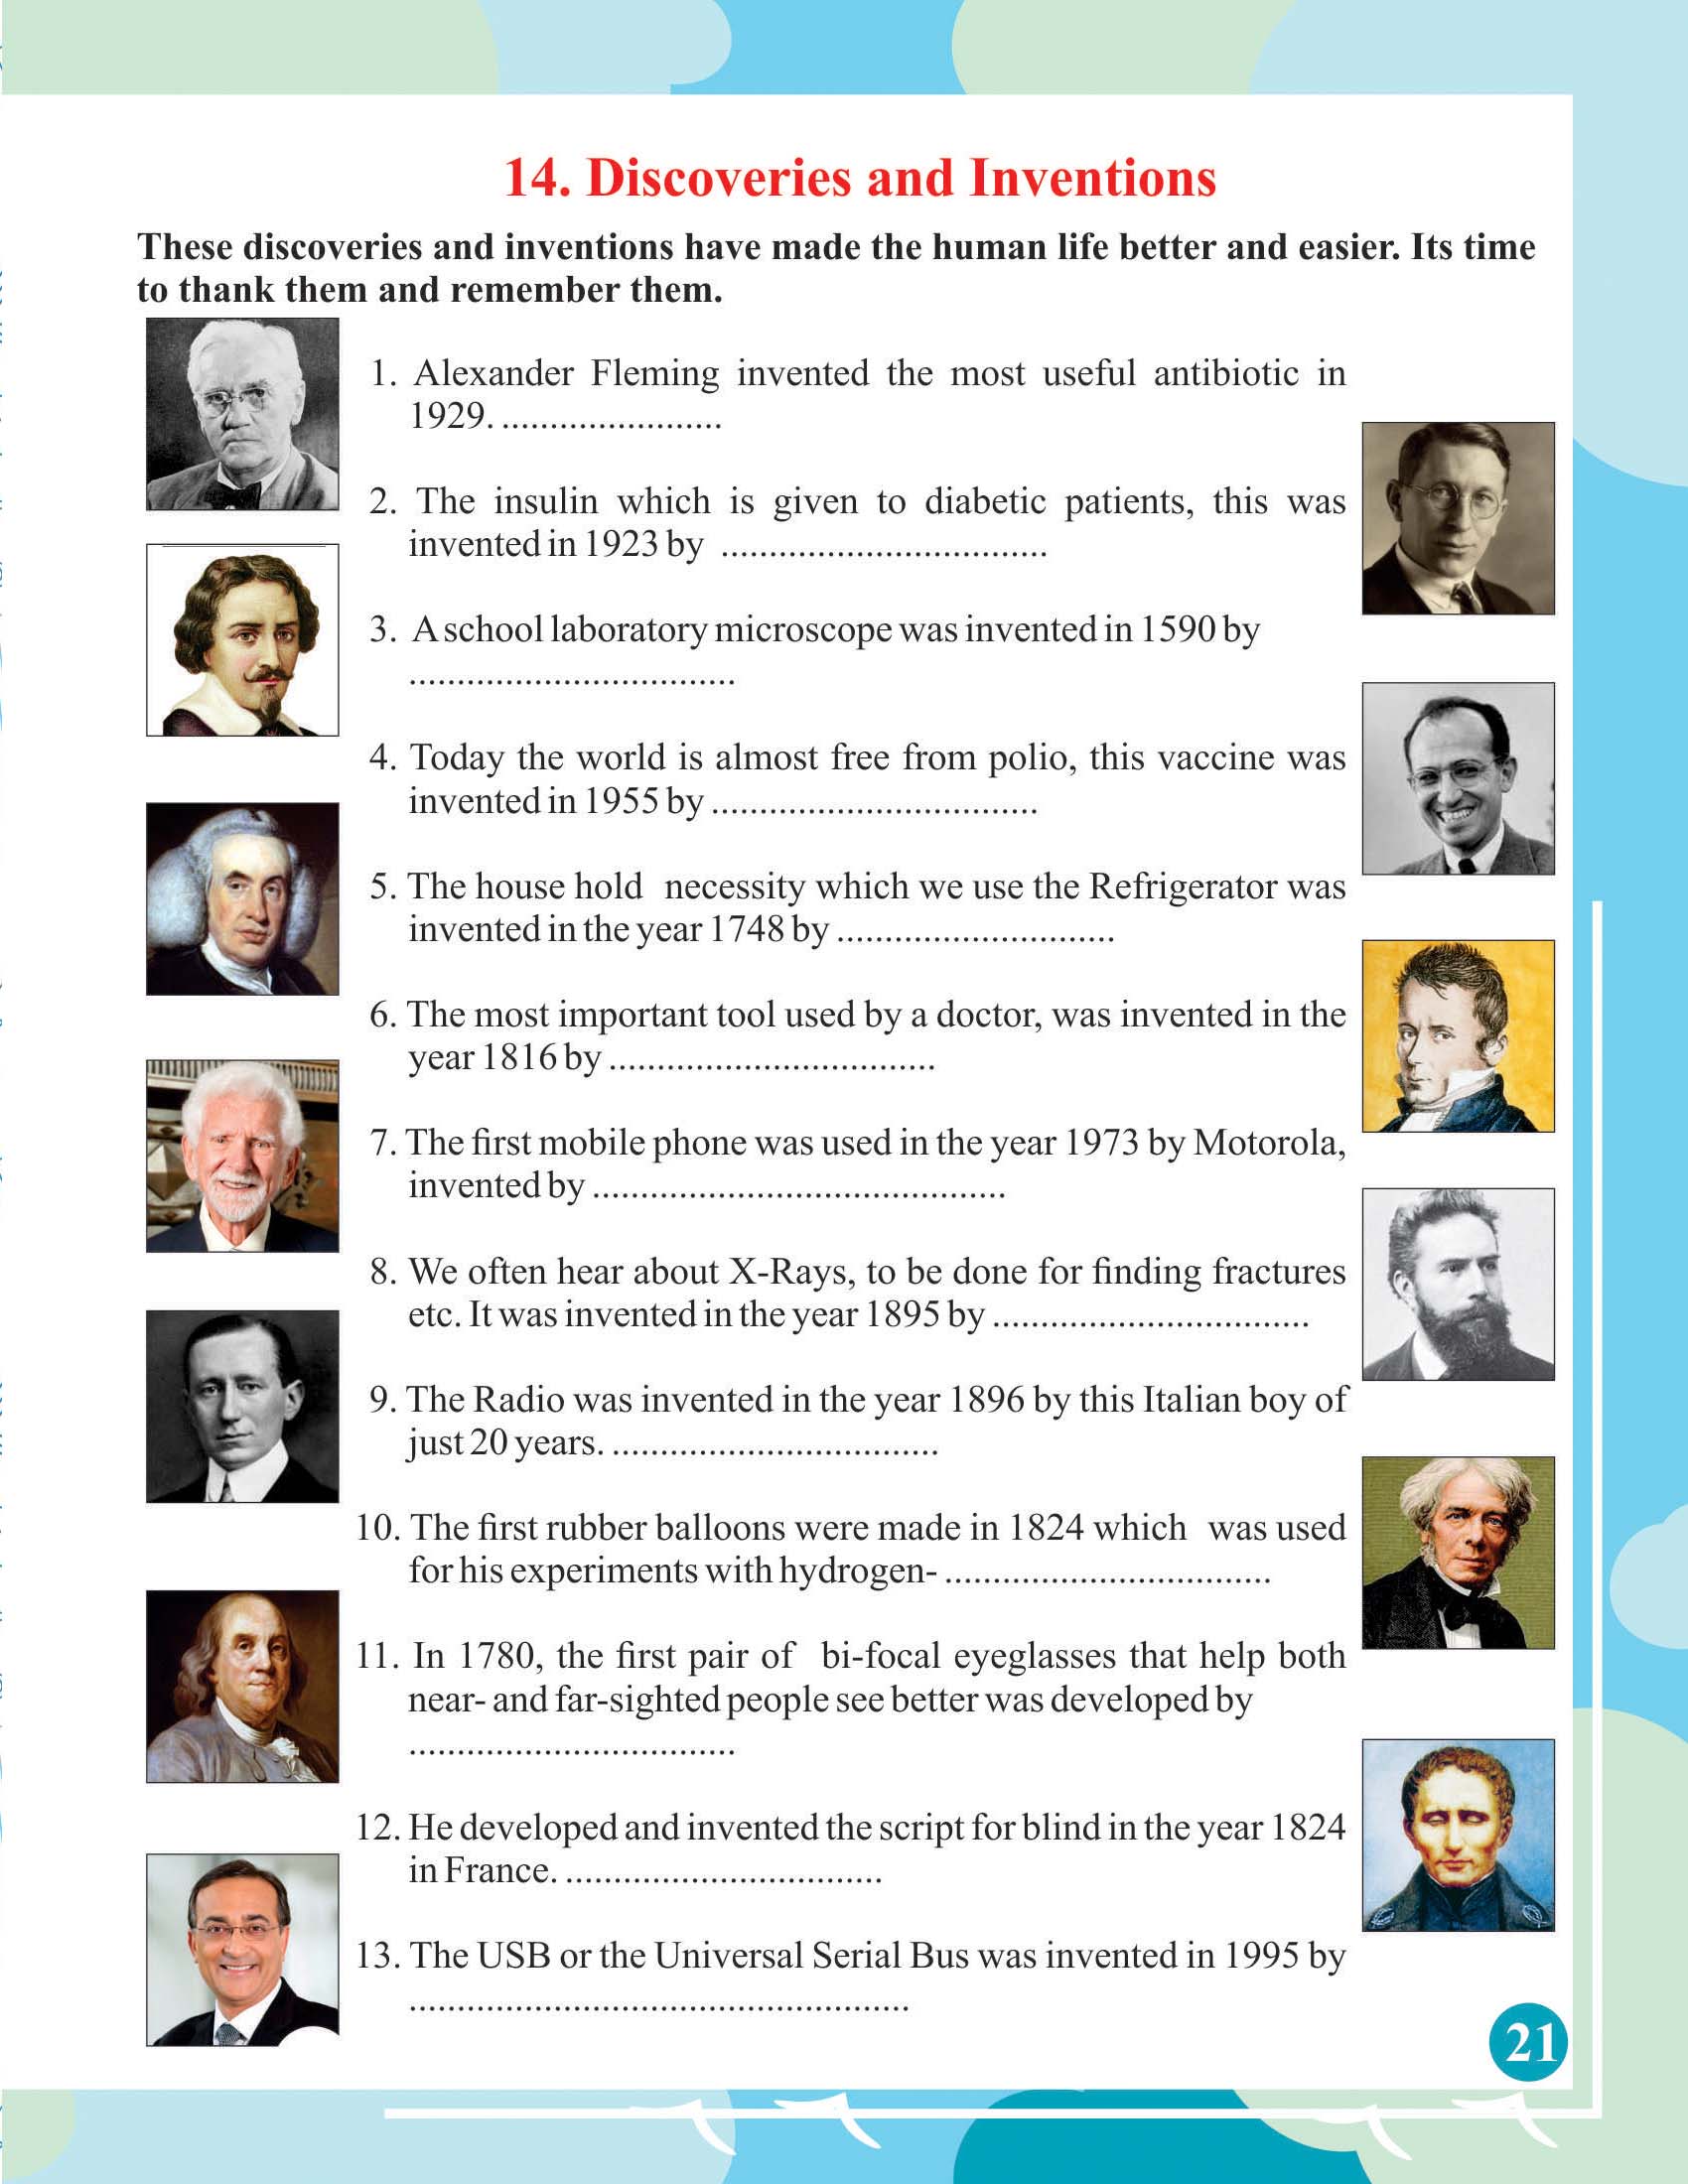 14. Discoveries and Inventions
These discoveries and inventions have made the human life better and easier. Its time
to thank them and remember them.
1. Alexander Fleming invented the most useful antibiotic in
1929. .......................
2. The insulin which is given to diabetic patients, this was
invented in 1923 by ..................................
3. A school laboratory microscope was invented in 1590 by
..................................
4. Today the world is almost free from polio, this vaccine was
invented in 1955 by ..................................
5. The house hold necessity which we use the Refrigerator was
invented in the year 1748 by .............................
6. The most important tool used by a doctor, was invented in the
year 1816 by ..................................
7. The first mobile phone was used in the year 1973 by Motorola,
invented by ...........................................
8. We often hear about X-Rays, to be done for finding fractures
etc. It was invented in the year 1895 by .................................
9. The Radio was invented in the year 1896 by this Italian boy of
just 20 years. ..................................
10. The first rubber balloons were made in 1824 which was used
for his experiments with hydrogen- ..................................
11. In 1780, the first pair of bi-focal eyeglasses that help both
near- and far-sighted people see better was developed by
..................................
12. He developed and invented the script for blind in the year 1824
in France. .................................
13. The USB or the Universal Serial Bus was invented in 1995 by
....................................................
21